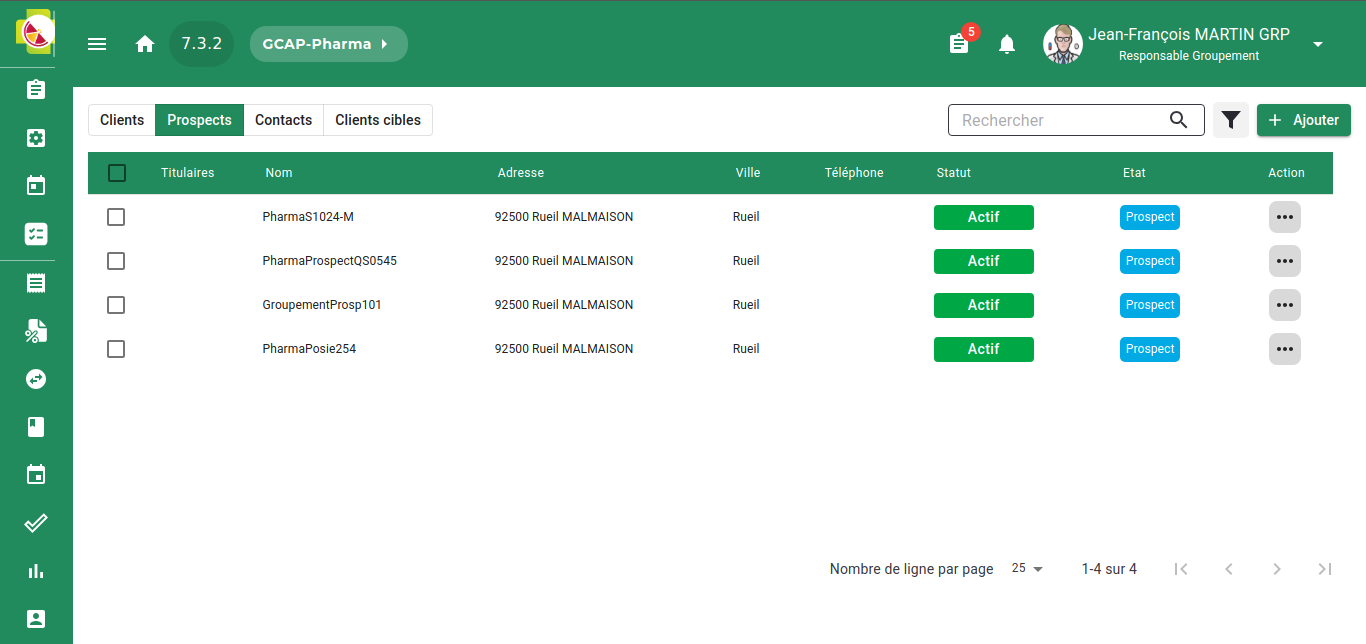 7.3.2
GCAP-Pharma
5
Jean-François MARTIN GRP
Responsable Groupement
Clients
Prospects
Contacts
Clients cibles
Rechercher
Ajouter
Titulaires Nom Adresse Ville Téléphone Statut Etat Action
PharmaS1024-M 92500 Rueil MALMAISON Rueil Actif Prospect
PharmaProspectQS0545 92500 Rueil MALMAISON Rueil Actif Prospect
GroupementProsp101 92500 Rueil MALMAISON Rueil Actif Prospect
PharmaPosie254 92500 Rueil MALMAISON Rueil Actif Prospect
Nombre de ligne par page 25 1-4 sur 4